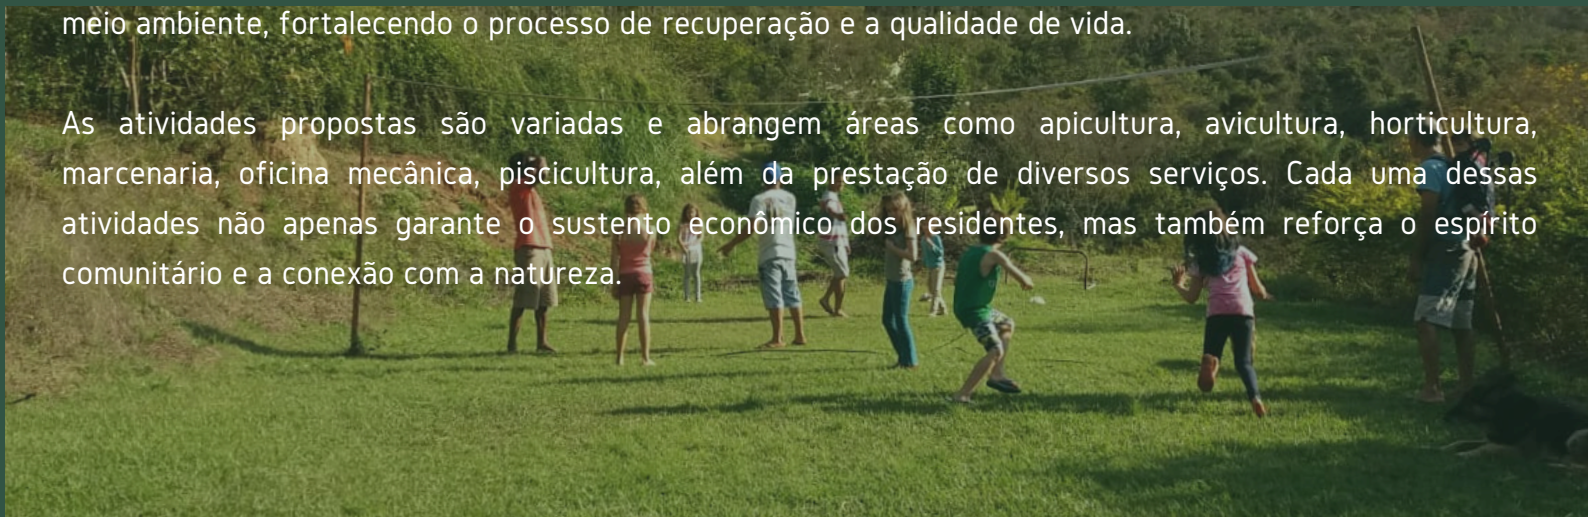 meio ambiente, fortalecendo o processo de recuperação e a qualidade de vida.
As atividades propostas são variadas e abrangem áreas como apicultura, avicultura, horticultura,
marcenaria, oficina mecânica, piscicultura, além da prestação de diversos serviços. Cada uma dessas
atividades não apenas garante o sustento econômico dos residentes, mas também reforça o espírito
comunitário e a conexão com a natureza.